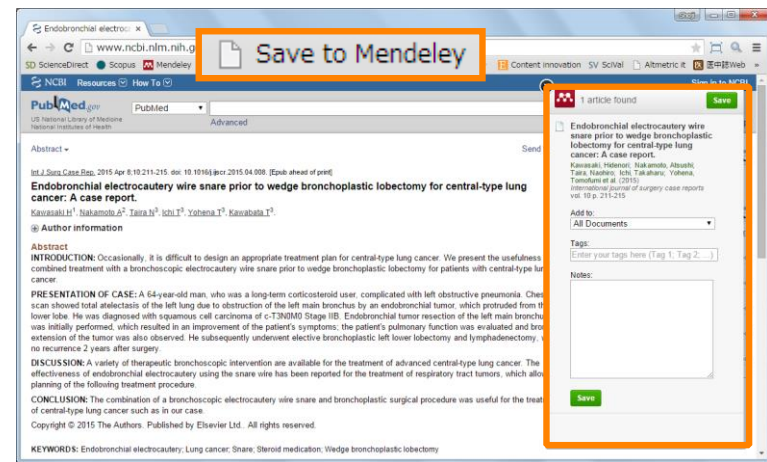 Endobronchial electroc
www.ncbi.nlm.nih.g
Save to Mendeley
SD ScienceDirect Scopus Mendeley
Content innovation SV SciVal Altmetric it 医中誌Web »
NCBI Resources How To
Sign in to NCBI
PubMed.gov
PubMed
US National Library of Medicine
National Institutes of Health
Advanced
Abstract
Send
Int J Surg Case Rep. 2015 Apr 8;10:211-215. doi: 10.1016/j.ijscr.2015.04.008. [Epub ahead of print]
Endobronchial electrocautery wire snare prior to wedge bronchoplastic lobectomy for central-type lung
cancer: A case report.
Kawasaki H1, Nakamoto A2, Taira N3, Ichi T3, Yohena T3, Kawabata T3.
Author information
Abstract
INTRODUCTION: Occasionally, it is difficult to design an appropriate treatment plan for central-type lung cancer. We present the usefulness
combined treatment with a bronchoscopic electrocautery wire snare prior to wedge bronchoplastic lobectomy for patients with central-type lun
cancer.
PRESENTATION OF CASE: A 64-year-old man, who was a long-term corticosteroid user, complicated with left obstructive pneumonia. Ches
scan showed total atelectasis of the left lung due to obstruction of the left main bronchus by an endobronchial tumor, which protruded from th
lower lobe. He was diagnosed with squamous cell carcinoma of c-T3N0M0 Stage IIB. Endobronchial tumor resection of the left main bronchu
was initially performed, which resulted in an improvement of the patient's symptoms; the patient's pulmonary function was evaluated and bro
extension of the tumor was also observed. He subsequently underwent elective bronchoplastic left lower lobectomy and lymphadenectomy,
no recurrence 2 years after surgery.
DISCUSSION: A variety of therapeutic bronchoscopic intervention are available for the treatment of advanced central-type lung cancer. The
effectiveness of endobronchial electrocautery using the snare wire has been reported for the treatment of respiratory tract tumors, which allow
planning of the following treatment procedure.
CONCLUSION: The combination of a bronchoscopic electrocautery wire snare and bronchoplastic surgical procedure was useful for the treat
of central-type lung cancer such as in our case.
Copyright © 2015 The Authors. Published by Elsevier Ltd.. All rights reserved.
KEYWORDS: Endobronchial electrocautery; Lung cancer; Snare; Steroid medication; Wedge bronchoplastic lobectomy
1 article found
Save
Endobronchial electrocautery wire
snare prior to wedge bronchoplastic
lobectomy for central-type lung
cancer: A case report.
Kawasaki, Hidenori; Nakamoto, Atsushi;
Taira, Naohiro; Ichi, Takaharu; Yohena,
Tomofumi et al. (2015)
International journal of surgery case reports
vol. 10 p. 211-215
Add to:
All Documents
Tags:
Enter your tags here (Tag 1; Tag 2; ...)
Notes:
Save